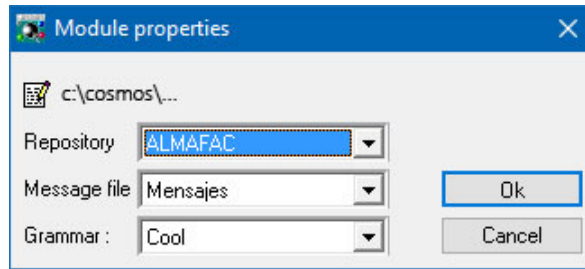 Module properties
c:\cosmos\...
Repository ALMAFAC
Message file Mensajes Ok
Grammar : Cool Cancel